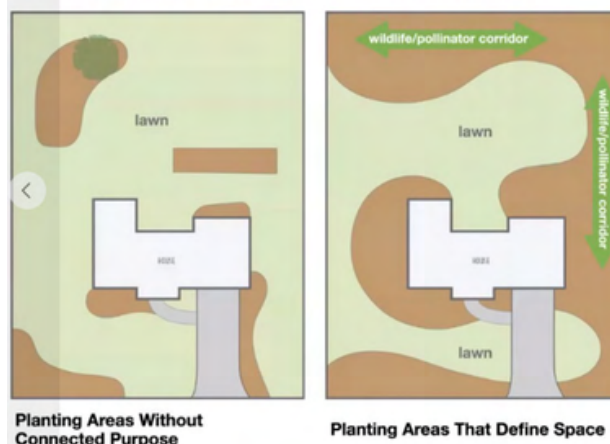 wildlife/pollinator corridor
lawn
Planting Areas Without
Connected Purpose
lawn
wildlife/pollinator corridor
lawn
Planting Areas That Define Space